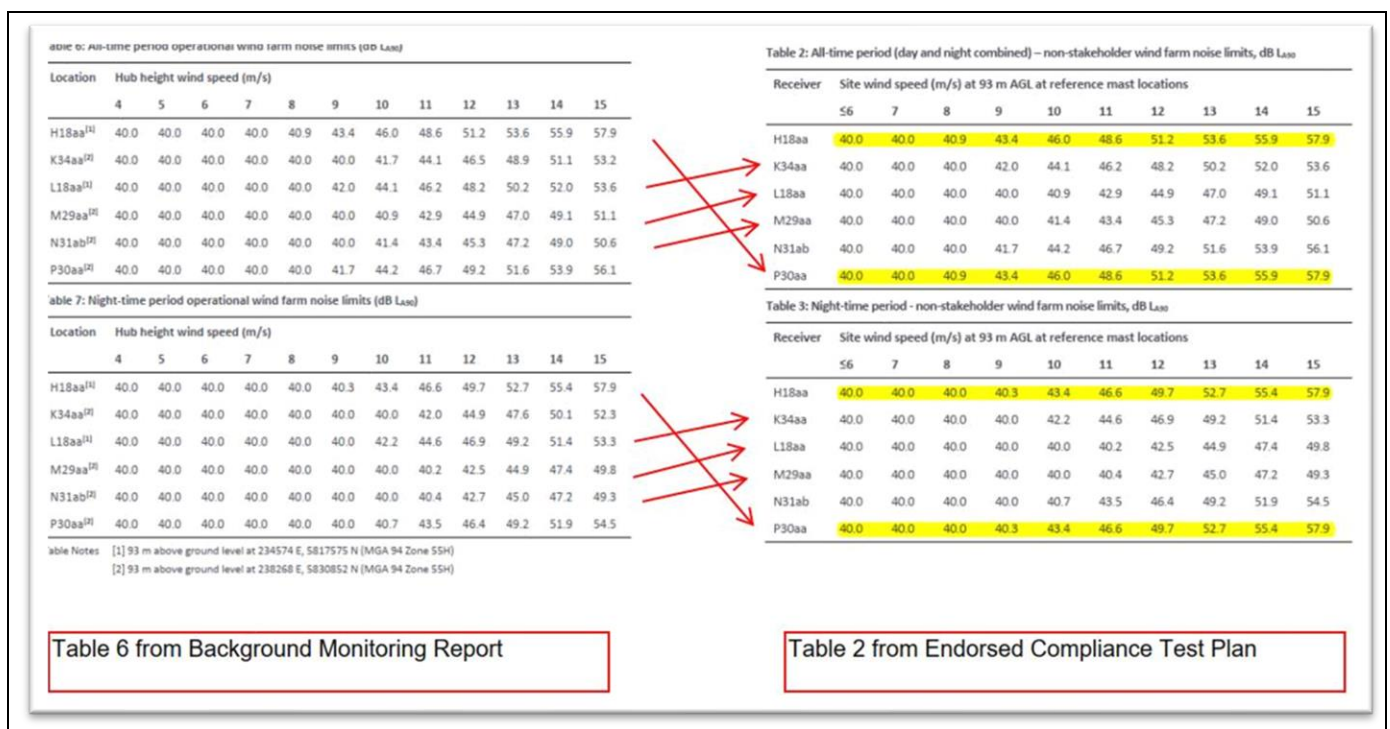 able 6: All-time period operational wind farm noise limits (dB LA90)
Location Hub height wind speed (m/s)
4 5 6 7 8 9 10 11 12 13 14 15
H18aa[1] 40.0 40.0 40.0 40.0 40.9 43.4 46.0 48.6 51.2 53.6 55.9 57.9
K34aa[2] 40.0 40.0 40.0 40.0 40.0 40.0 41.7 44.1 46.5 48.9 51.1 53.2
L18aa[1] 40.0 40.0 40.0 40.0 40.0 42.0 44.1 46.2 48.2 50.2 52.0 53.6
M29aa[2] 40.0 40.0 40.0 40.0 40.0 40.0 40.9 42.9 44.9 47.0 49.1 51.1
N31ab[2] 40.0 40.0 40.0 40.0 40.0 40.0 41.4 43.4 45.3 47.2 49.0 50.6
P30aa[2] 40.0 40.0 40.0 40.0 40.0 41.7 44.2 46.7 49.2 51.6 53.9 56.1
able 7: Night-time period operational wind farm noise limits (dB LA90)
Location Hub height wind speed (m/s)
4 5 6 7 8 9 10 11 12 13 14 15
H18aa[1] 40.0 40.0 40.0 40.0 40.0 40.3 43.4 46.6 49.7 52.7 55.4 57.9
K34aa[2] 40.0 40.0 40.0 40.0 40.0 40.0 40.0 42.0 44.9 47.6 50.1 52.3
L18aa[1] 40.0 40.0 40.0 40.0 40.0 40.0 42.2 44.6 46.9 49.2 51.4 53.3
M29aa[2] 40.0 40.0 40.0 40.0 40.0 40.0 40.0 40.2 42.5 44.9 47.4 49.8
N31ab[2] 40.0 40.0 40.0 40.0 40.0 40.0 40.0 40.4 42.7 45.0 47.2 49.3
P30aa[2] 40.0 40.0 40.0 40.0 40.0 40.0 40.7 43.5 46.4 49.2 51.9 54.5
able Notes [1] 93 m above ground level at 234574 E, 5817575 N (MGA 94 Zone 55H)
[2] 93 m above ground level at 238268 E, 5830852 N (MGA 94 Zone 55H)
Table 6 from Background Monitoring Report
Table 2: All-time period (day and night combined) – non-stakeholder wind farm noise limits, dB LA90
Receiver Site wind speed (m/s) at 93 m AGL at reference mast locations
≤6 7 8 9 10 11 12 13 14 15
H18aa 40.0 40.0 40.9 43.4 46.0 48.6 51.2 53.6 55.9 57.9
K34aa 40.0 40.0 40.0 42.0 44.1 46.2 48.2 50.2 52.0 53.6
L18aa 40.0 40.0 40.0 40.0 40.9 42.9 44.9 47.0 49.1 51.1
M29aa 40.0 40.0 40.0 40.0 41.4 43.4 45.3 47.2 49.0 50.6
N31ab 40.0 40.0 40.0 41.7 44.2 46.7 49.2 51.6 53.9 56.1
P30aa 40.0 40.0 40.9 43.4 46.0 48.6 51.2 53.6 55.9 57.9
Table 3: Night-time period - non-stakeholder wind farm noise limits, dB LA90
Receiver Site wind speed (m/s) at 93 m AGL at reference mast locations
≤6 7 8 9 10 11 12 13 14 15
H18aa 40.0 40.0 40.0 40.3 43.4 46.6 49.7 52.7 55.4 57.9
K34aa 40.0 40.0 40.0 40.0 42.2 44.6 46.9 49.2 51.4 53.3
L18aa 40.0 40.0 40.0 40.0 40.0 40.2 42.5 44.9 47.4 49.8
M29aa 40.0 40.0 40.0 40.0 40.0 40.4 42.7 45.0 47.2 49.3
N31ab 40.0 40.0 40.0 40.0 40.7 43.5 46.4 49.2 51.9 54.5
P30aa 40.0 40.0 40.0 40.3 43.4 46.6 49.7 52.7 55.4 57.9
Table 2 from Endorsed Compliance Test Plan